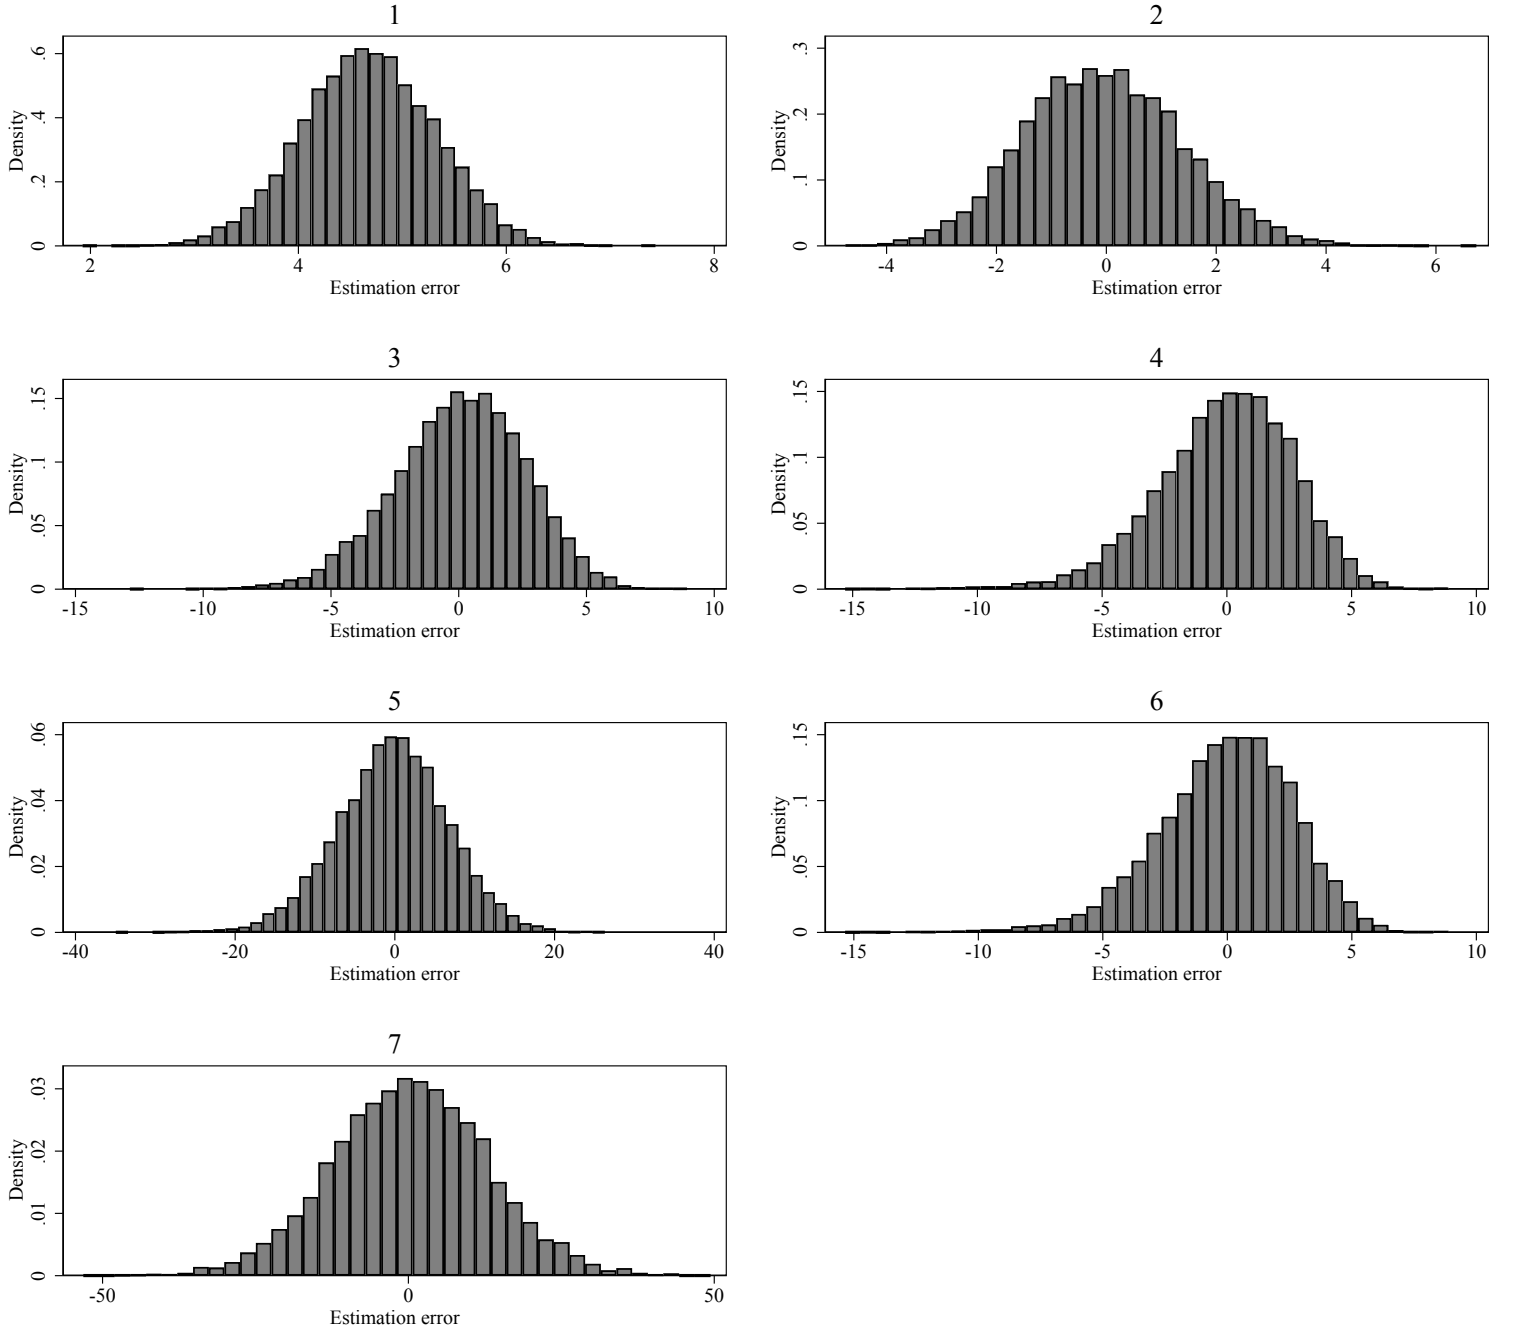 1
Density
0 .2 .4 .6
2 4 6 8
Estimation error
2
Density
0 .1 .2 .3
-4 -2 0 2 4 6
Estimation error
3
Density
0 .05 .1 .15
-15 -10 -5 0 5 10
Estimation error
4
Density
0 .05 .1 .15
-15 -10 -5 0 5 10
Estimation error
5
Density
0 .02 .04 .06
-40 -20 0 20 40
Estimation error
6
Density
0 .05 .1 .15
-15 -10 -5 0 5 10
Estimation error
7
Density
0 .01 .02 .03
-50 0 50
Estimation error